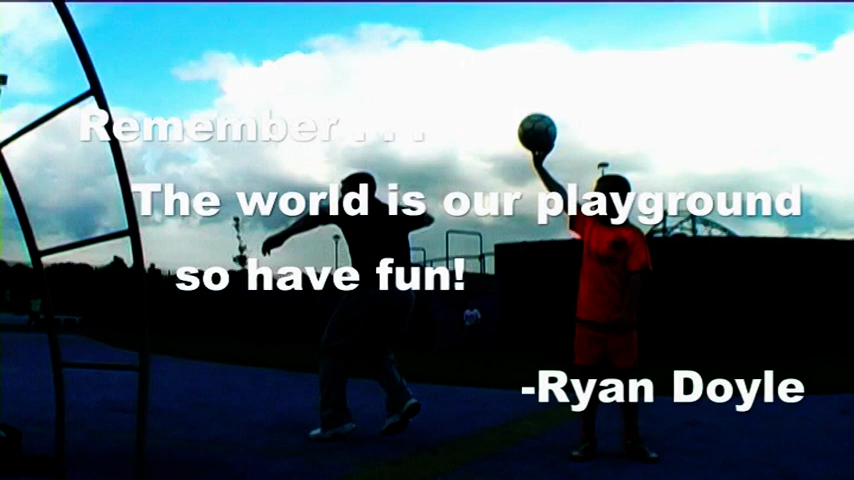 Remember . . .
The world is our playground
so have fun!
-Ryan Doyle